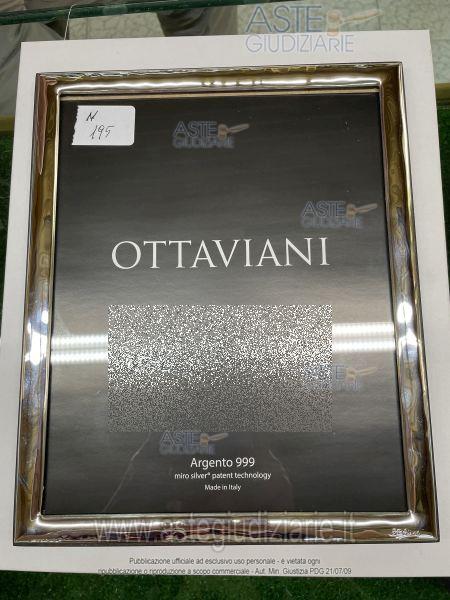 ASTE
GIUDIZIARIE
N
195
ASTE
GIUDIZIARIE
ASTE
GIUDIZIARIE
OTTAVIANI
ASTE
GIUDIZIARIE
ASTE
GIUDIZIARIE
ASTE
GIUDIZIARIE
Argento 999
miro silver® patent technology
Made in Italy
www.astegiudiziarie.it
Pubblicazione ufficiale ad esclusivo uso personale - è vietata ogni
ripubblicazione o riproduzione a scopo commerciale - Aut. Min. Giustizia PDG 21/07/09